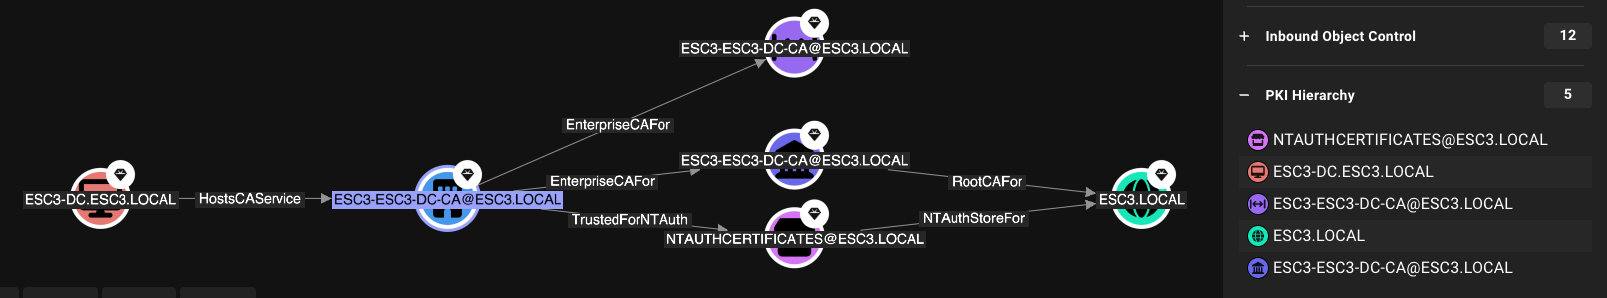 ESC3-ESC3-DC-CA@ESC3.LOCAL
EnterpriseCAFor
ESC3-ESC3-DC-CA@ESC3.LOCAL
EnterpriseCAFor
RootCAFor
ESC3-DC.ESC3.LOCAL
HostsCAService
ESC3-ESC3-DC-CA@ESC3.LOCAL
ESC3.LOCAL
TrustedForNTAuth
NTAuthStoreFor
NTAUTHCERTIFICATES@ESC3.LOCAL
+ Inbound Object Control 12
− PKI Hierarchy 5
NTAUTHCERTIFICATES@ESC3.LOCAL
ESC3-DC.ESC3.LOCAL
ESC3-ESC3-DC-CA@ESC3.LOCAL
ESC3.LOCAL
ESC3-ESC3-DC-CA@ESC3.LOCAL